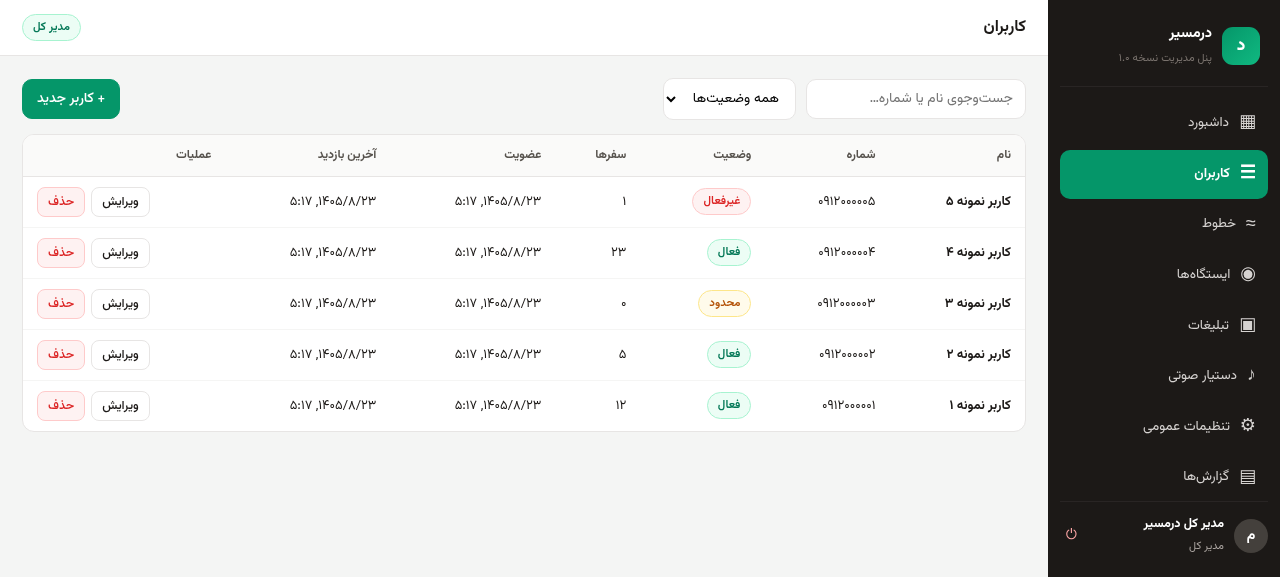 د
درمسیر
پنل مدیریت نسخه ۱.۰
داشبورد
کاربران
خطوط
ایستگاه‌ها
تبلیغات
دستیار صوتی
تنظیمات عمومی
گزارش‌ها
م
مدیر کل درمسیر
مدیر کل
کاربران
مدیر کل
جست‌وجوی نام یا شماره...
همه وضعیت‌ها
+ کاربر جدید
نام شماره وضعیت سفرها عضویت آخرین بازدید عملیات
کاربر نمونه ۵ ۰۹۱۲۰۰۰۰۰۰۵ غیرفعال ۱ ۱۴۰۵/۸/۲۳, ۵:۱۷ ۱۴۰۵/۸/۲۳, ۵:۱۷ ویرایش حذف
کاربر نمونه ۴ ۰۹۱۲۰۰۰۰۰۰۴ فعال ۲۳ ۱۴۰۵/۸/۲۳, ۵:۱۷ ۱۴۰۵/۸/۲۳, ۵:۱۷ ویرایش حذف
کاربر نمونه ۳ ۰۹۱۲۰۰۰۰۰۰۳ محدود ۰ ۱۴۰۵/۸/۲۳, ۵:۱۷ ۱۴۰۵/۸/۲۳, ۵:۱۷ ویرایش حذف
کاربر نمونه ۲ ۰۹۱۲۰۰۰۰۰۰۲ فعال ۵ ۱۴۰۵/۸/۲۳, ۵:۱۷ ۱۴۰۵/۸/۲۳, ۵:۱۷ ویرایش حذف
کاربر نمونه ۱ ۰۹۱۲۰۰۰۰۰۰۱ فعال ۱۲ ۱۴۰۵/۸/۲۳, ۵:۱۷ ۱۴۰۵/۸/۲۳, ۵:۱۷ ویرایش حذف